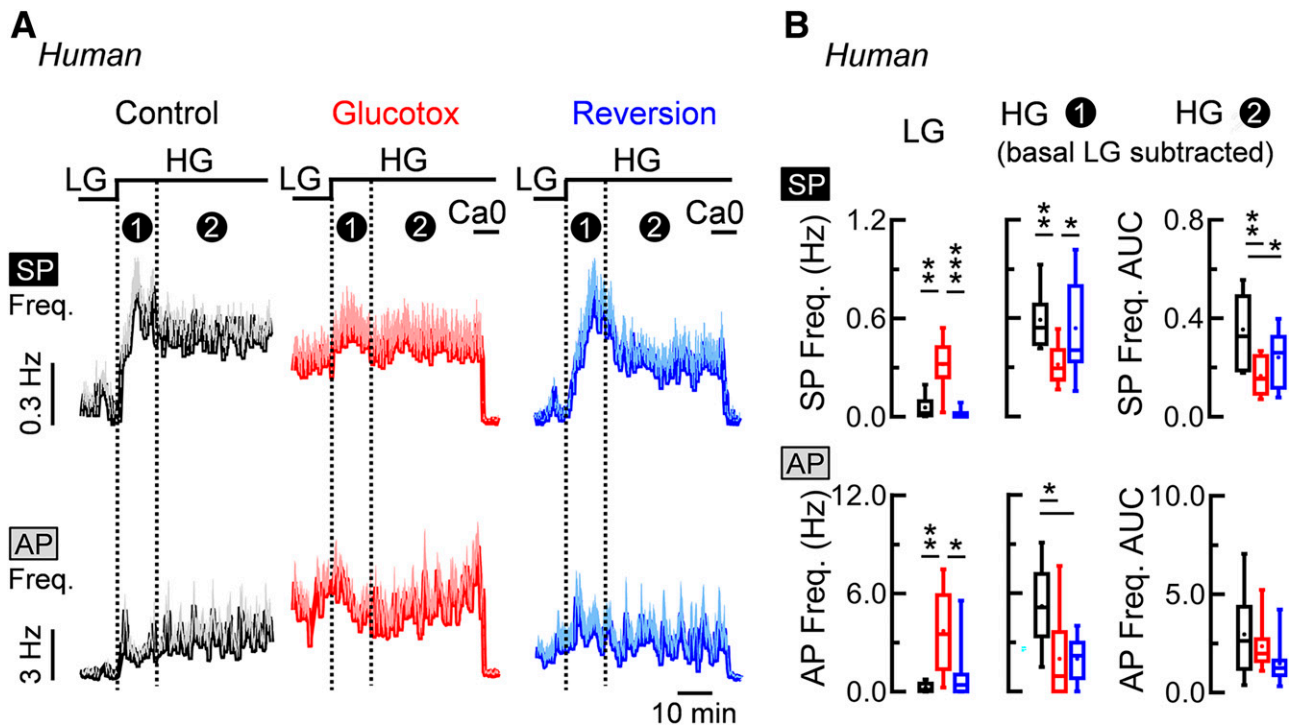 A
Human
Control Glucotox Reversion
LG HG
LG HG
LG HG
1 2
1 2 Ca0
1 2 Ca0
SP
Freq.
0.3 Hz
AP
Freq.
3 Hz
10 min
B
Human
LG
HG 1
(basal LG subtracted)
HG 2
SP
SP Freq. (Hz)
1.2
0.6
0.0
** ***
** *
SP Freq. AUC
0.8
0.4
0.0
** *
AP
AP Freq. (Hz)
12.0
6.0
0.0
** *
*
AP Freq. AUC
10.0
5.0
0.0